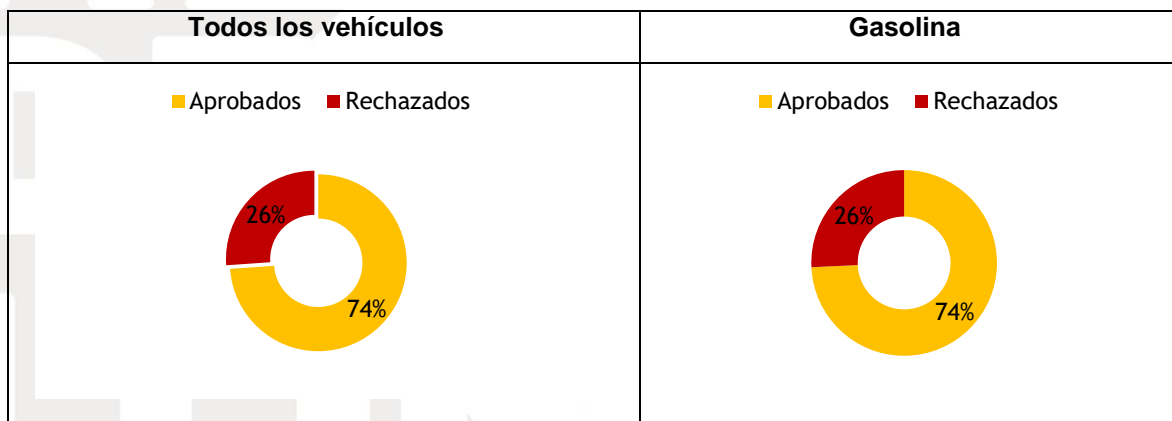 Todos los vehículos
Gasolina
Aprobados Rechazados
26%
74%
Aprobados Rechazados
26%
74%